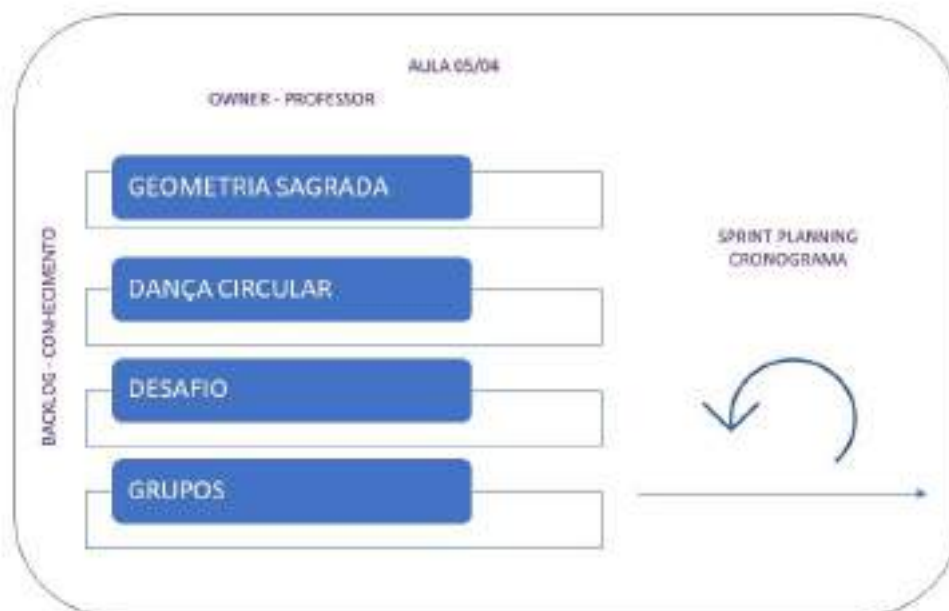 AULA 05/04
OWNER - PROFESSOR
BACKLOG - CONHECIMENTO
GEOMETRIA SAGRADA
DANÇA CIRCULAR
DESAFIO
GRUPOS
SPRINT PLANNING
CRONOGRAMA